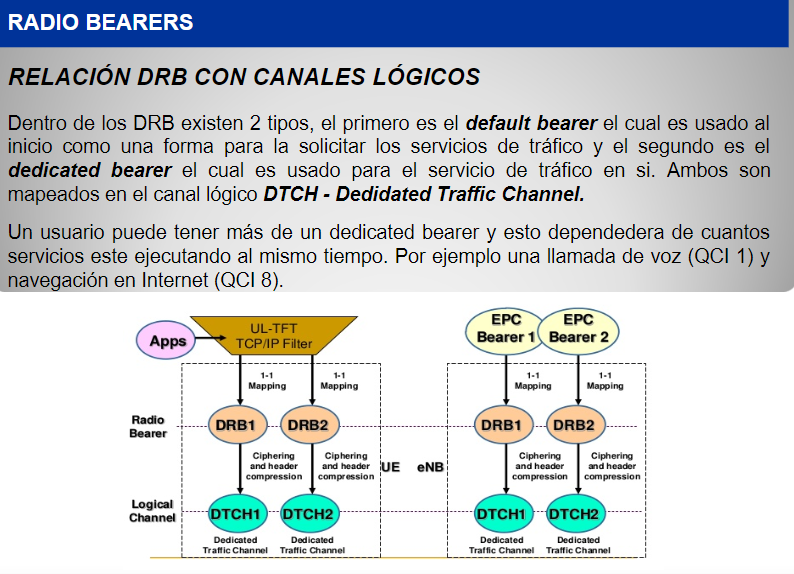 RADIO BEARERS
RELACIÓN DRB CON CANALES LÓGICOS
Dentro de los DRB existen 2 tipos, el primero es el default bearer el cual es usado al
inicio como una forma para la solicitar los servicios de tráfico y el segundo es el
dedicated bearer el cual es usado para el servicio de tráfico en si. Ambos son
mapeados en el canal lógico DTCH - Dedidated Traffic Channel.
Un usuario puede tener más de un dedicated bearer y esto dependedera de cuantos
servicios este ejecutando al mismo tiempo. Por ejemplo una llamada de voz (QCI 1) y
navegación en Internet (QCI 8).
Apps
UL-TFT
TCP/IP Filter
EPC
Bearer 1
EPC
Bearer 2
1-1
Mapping
1-1
Mapping
1-1
Mapping
1-1
Mapping
Radio
Bearer
DRB1
DRB2
DRB1
DRB2
Ciphering
and header
compression
Ciphering
and header
compression
UE
eNB
Ciphering
and header
compression
Ciphering
and header
compression
Logical
Channel
DTCH1
DTCH2
DTCH1
DTCH2
Dedicated
Traffic Channel
Dedicated
Traffic Channel
Dedicated
Traffic Channel
Dedicated
Traffic Channel